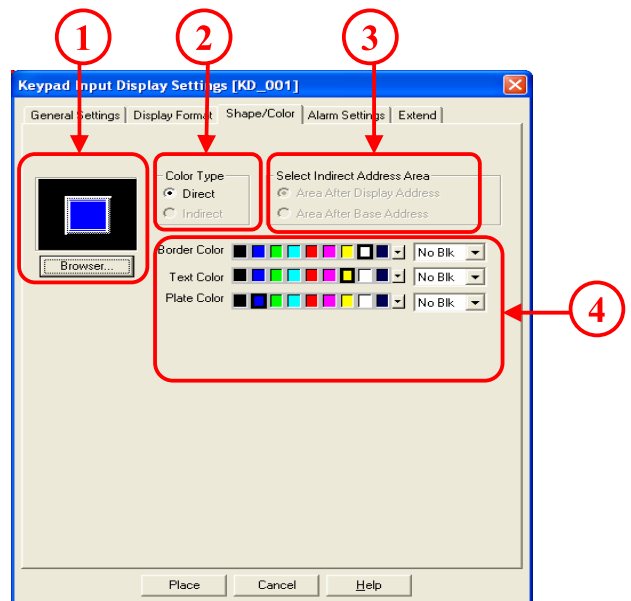 1 2 3
Keypad Input Display Settings [KD_001]
General Settings Display Format Shape/Color Alarm Settings Extend
Color Type Select Indirect Address Area
Direct Area After Display Address
Indirect Area After Base Address
Browser...
Border Color No Blk
Text Color No Blk
Plate Color No Blk
4
Place Cancel Help